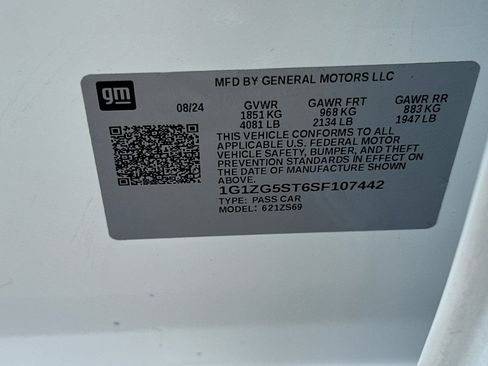 gm
MFD BY GENERAL MOTORS LLC
08/24
GVWR
1851 KG
4081 LB
GAWR FRT
968 KG
2134 LB
GAWR RR
883 KG
1947 LB
THIS VEHICLE CONFORMS TO ALL
APPLICABLE U.S. FEDERAL MOTOR
VEHICLE SAFETY, BUMPER, AND THEFT
PREVENTION STANDARDS IN EFFECT ON
THE DATE OF MANUFACTURE SHOWN
ABOVE.
1G1ZG5ST6SF107442
TYPE: PASS CAR
MODEL: 621ZS69